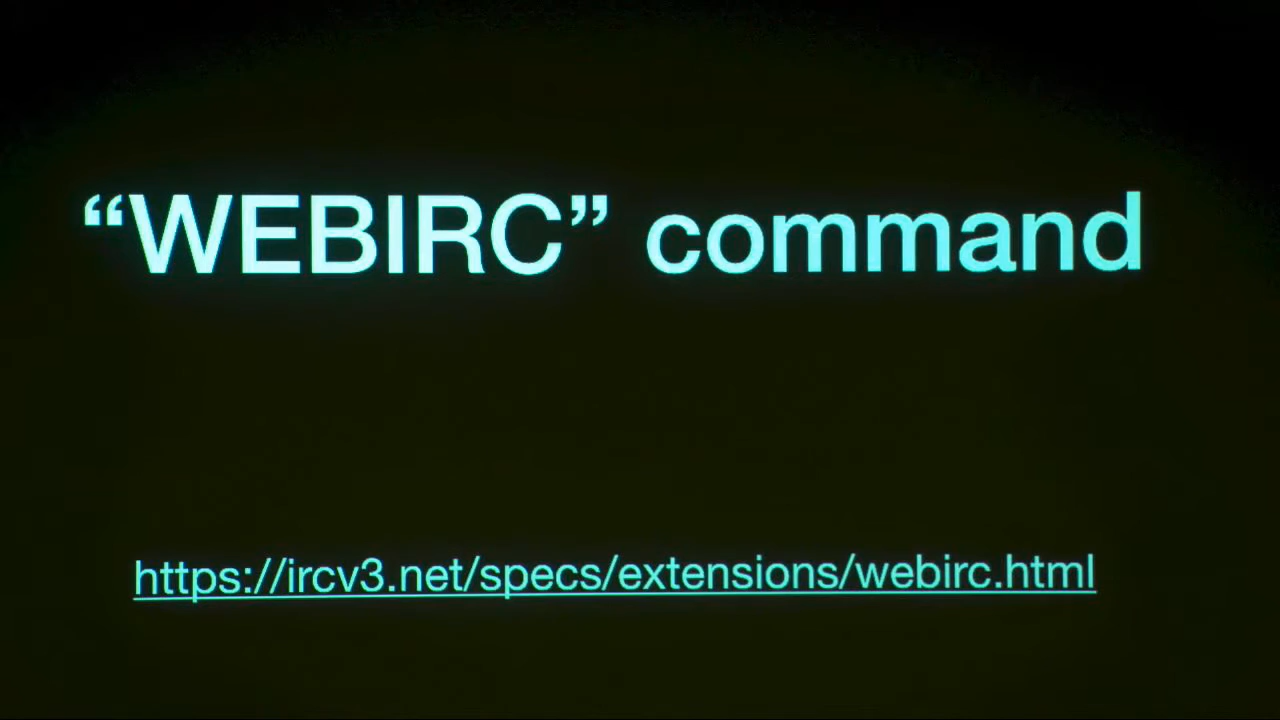 “WEBIRC” command
https://ircv3.net/specs/extensions/webirc.html